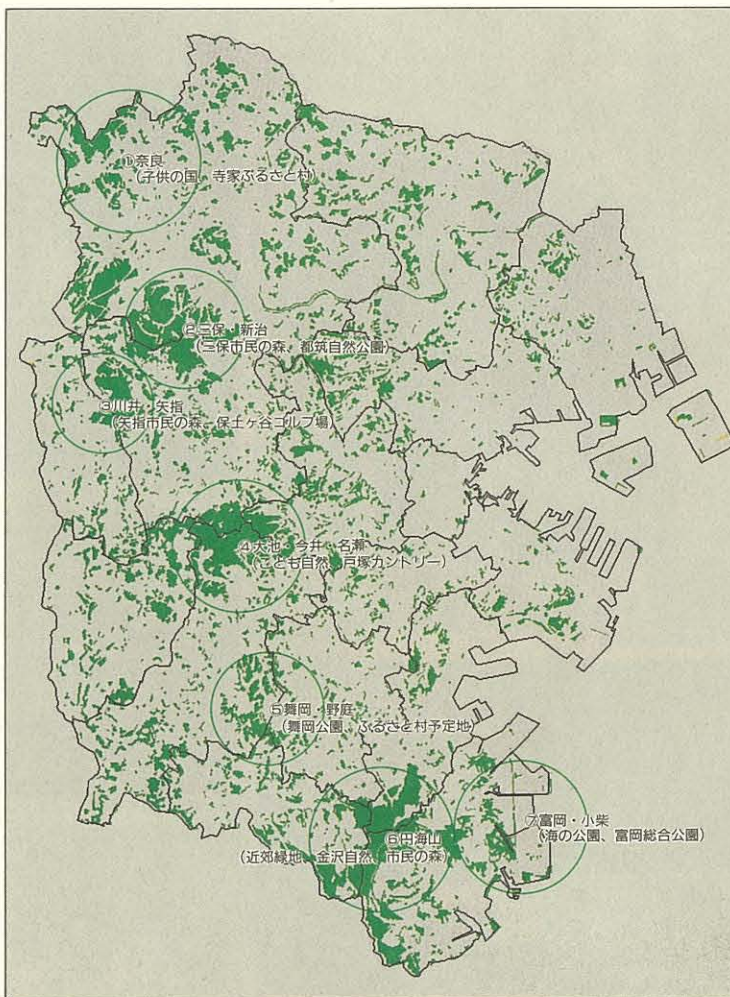 ①奈良
(子供の国、寺家ふるさと村)
②三保・新治
(三保市民の森、都筑自然公園)
③川井・矢指
(矢指市民の森、保土ヶ谷ゴルフ場)
④大池・今井・名瀬
(こども自然、戸塚カントリー)
⑤舞岡・野庭
(舞岡公園、ふるさと村予定地)
⑥円海山
(近郊緑地、金沢自然、市民の森)
⑦富岡・小柴
(海の公園、富岡総合公園)